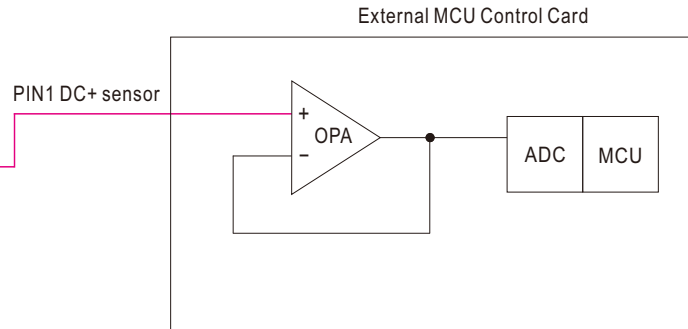 External MCU Control Card
PIN1 DC+ sensor
+
OPA
−
ADC
MCU